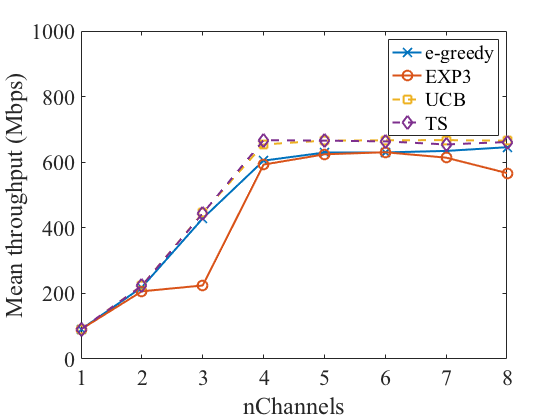 1000
800
600
400
200
0
Mean throughput (Mbps)
e-greedy
EXP3
UCB
TS
1 2 3 4 5 6 7 8
nChannels